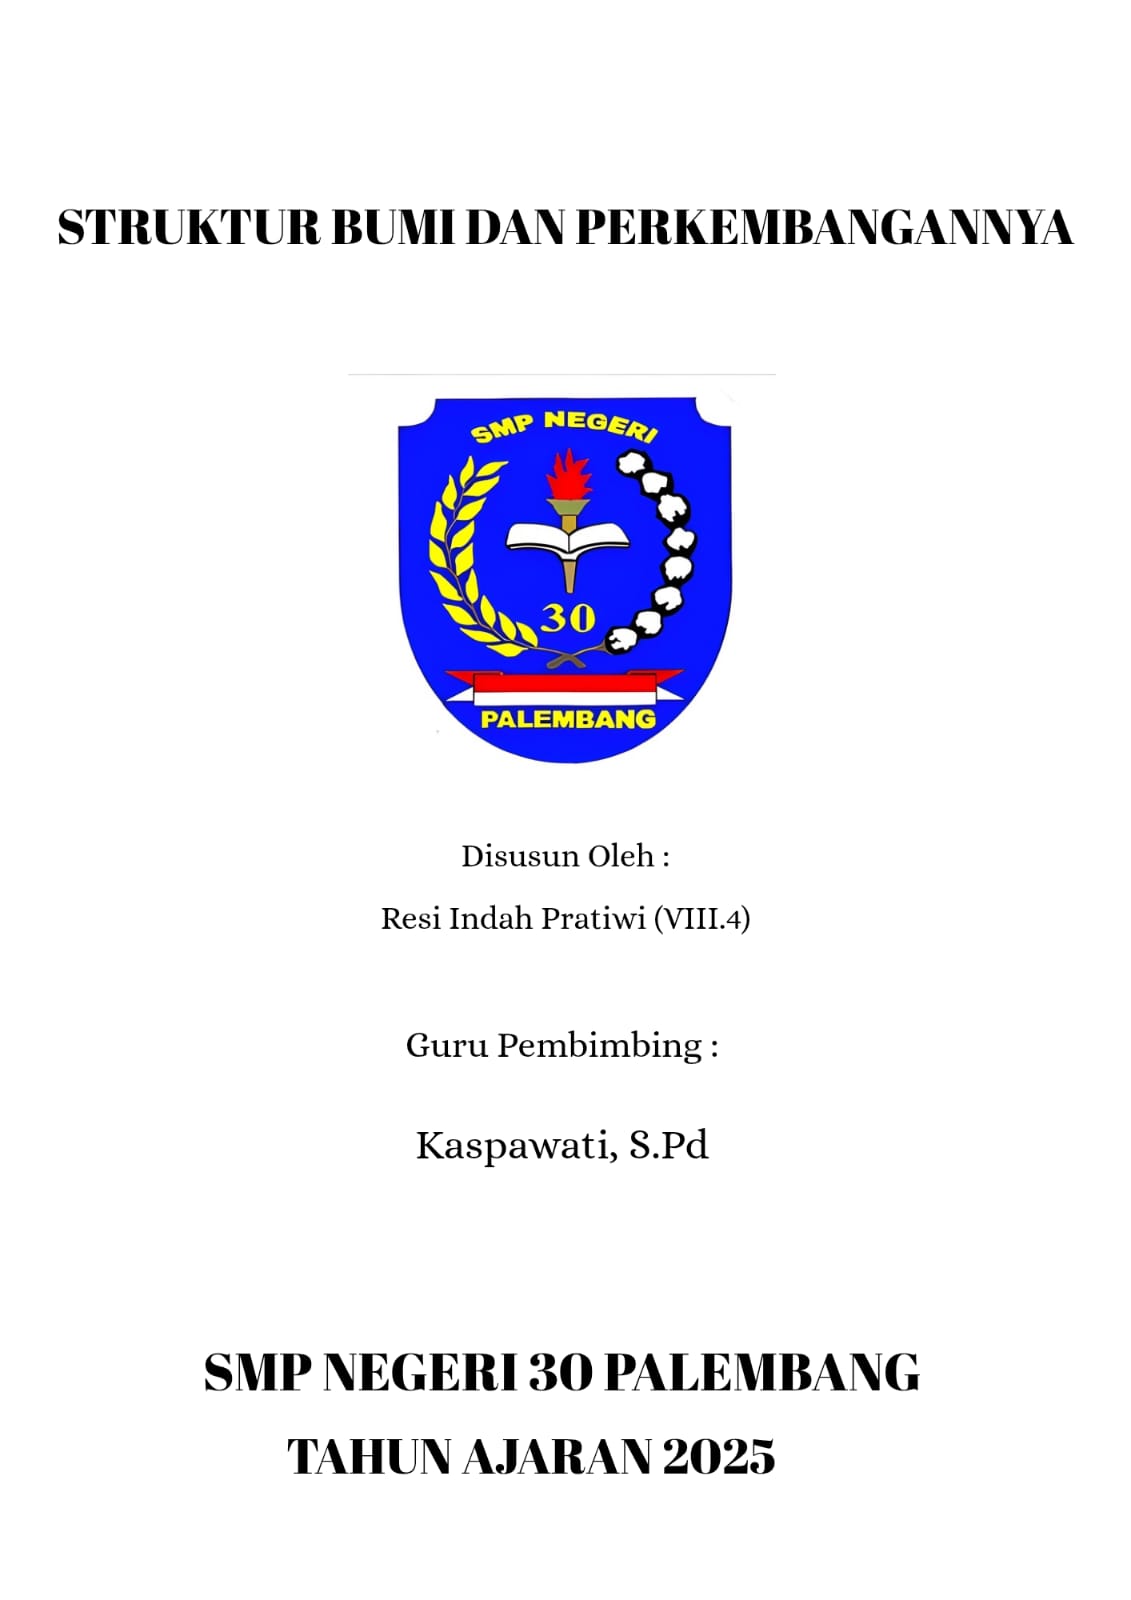 STRUKTUR BUMI DAN PERKEMBANGANNYA
SMP NEGERI
30
PALEMBANG
Disusun Oleh :
Resi Indah Pratiwi (VIII.4)
Guru Pembimbing :
Kaspawati, S.Pd
SMP NEGERI 30 PALEMBANG
TAHUN AJARAN 2025